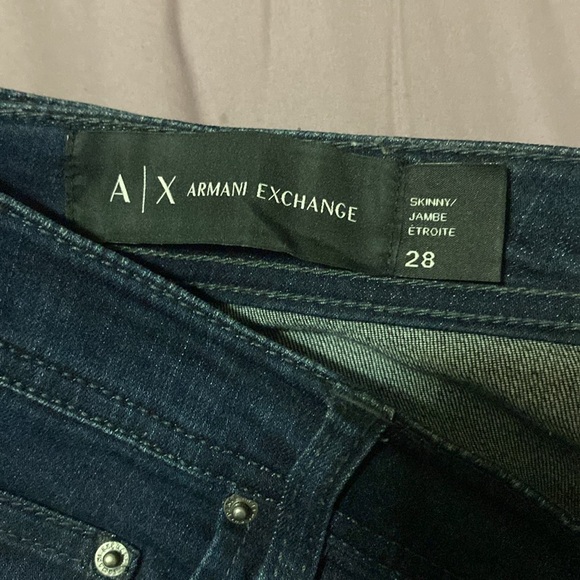 A|X ARMANI EXCHANGE
SKINNY/
JAMBE
ÉTROITE
28